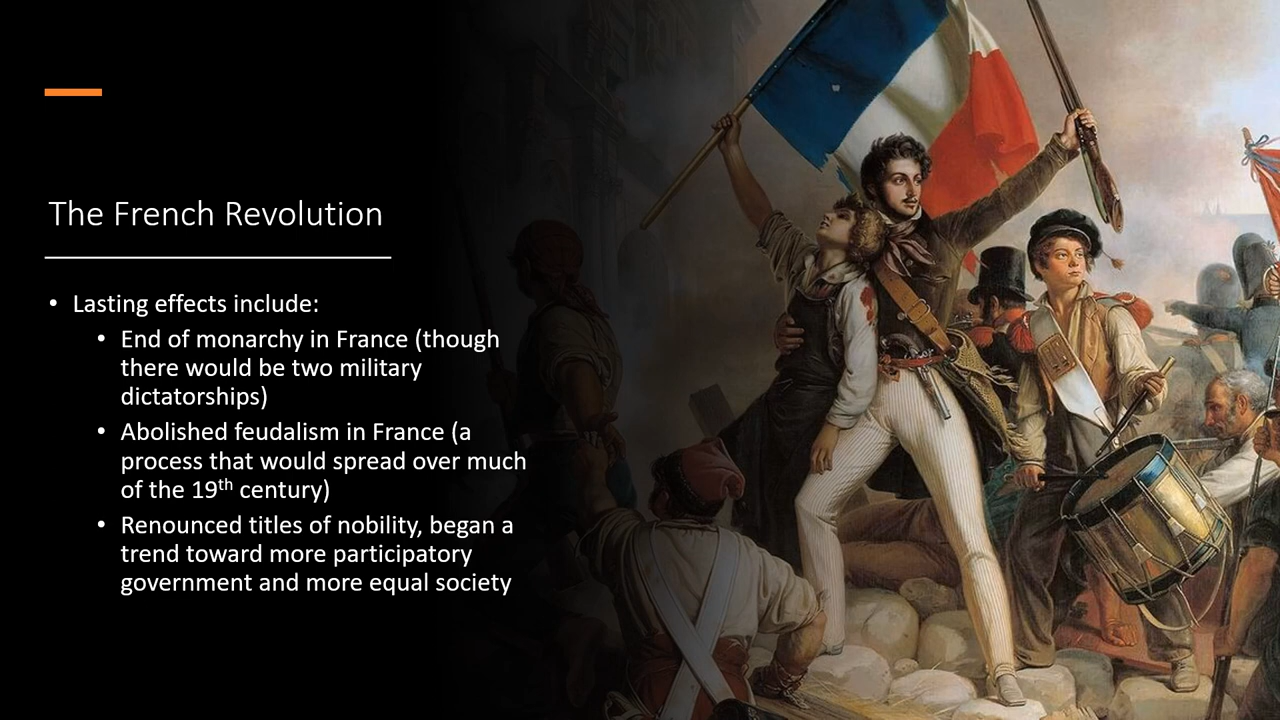 The French Revolution
• Lasting effects include:
• End of monarchy in France (though
there would be two military
dictatorships)
• Abolished feudalism in France (a
process that would spread over much
of the 19th century)
• Renounced titles of nobility, began a
trend toward more participatory
government and more equal society